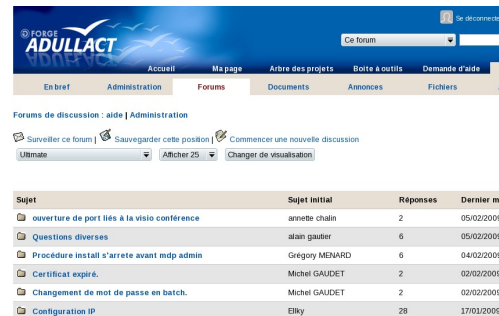 FORGE
ADULLACT
Se déconnecte
Ce forum
Accueil Ma page Arbre des projets Boite à outils Demande d'aide
En bref Administration Forums Documents Annonces Fichiers
Forums de discussion : aide | Administration
Surveiller ce forum | Sauvegarder cette position | Commencer une nouvelle discussion
Ultimate Afficher 25 Changer de visualisation
Sujet Sujet initial Réponses Dernier m
ouverture de port liés à la visio conférence annette chalin 2 05/02/2009
Questions diverses alain gautier 6 05/02/2009
Procédure install s'arrete avant mdp admin Grégory MENARD 6 04/02/2009
Certificat expiré. Michel GAUDET 2 02/02/2009
Changement de mot de passe en batch. Michel GAUDET 2 02/02/2009
Configuration IP Ellky 28 17/01/2009